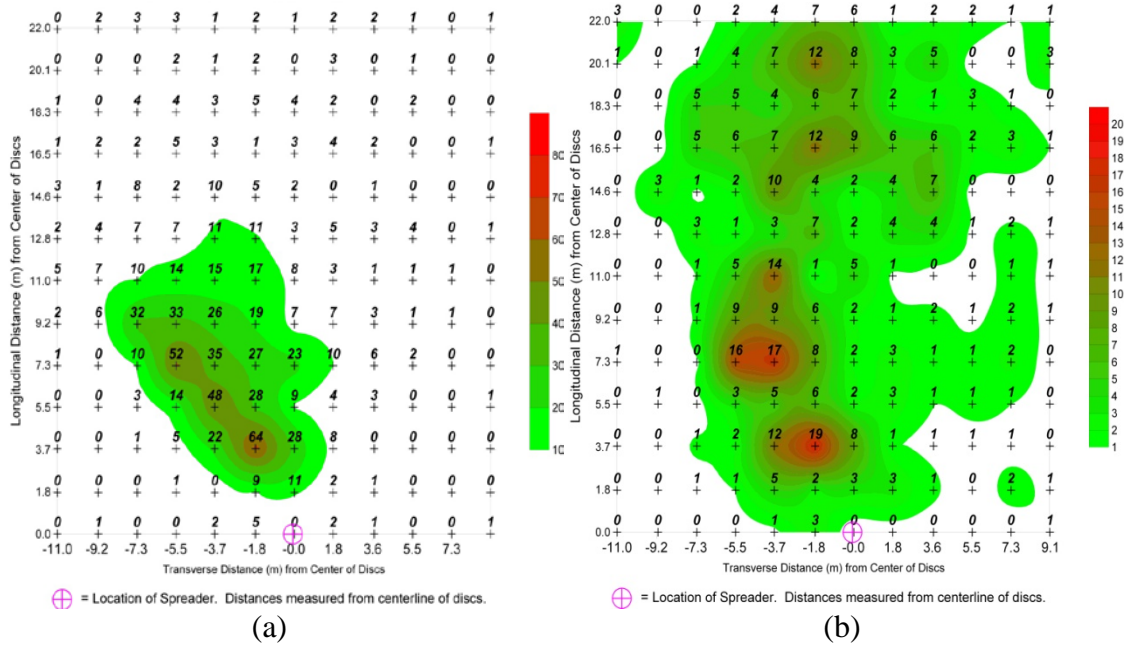 0 2 3 3 1 2 1 2 2 1 0 1
22.0
0 0 0 2 1 2 0 3 0 1 0 0
20.1
1 0 4 4 3 5 4 2 0 2 0 0
18.3
1 2 2 5 3 1 3 4 2 0 0 1
16.5
3 1 8 2 10 5 2 0 1 0 0 0
14.6
2 4 7 7 11 11 3 5 3 4 0 1
12.8
5 7 10 14 15 17 8 3 1 1 1 0
11.0
2 6 32 33 26 19 7 7 3 1 1 0
9.2
1 0 10 52 35 27 23 10 6 2 0 0
7.3
0 0 3 14 48 28 9 4 3 0 0 1
5.5
0 0 1 5 22 64 28 8 0 0 0 0
3.7
0 0 0 1 0 9 11 2 0 0 0 1
1.8
0 1 0 0 2 5 0 2 1 0 0 1
0.0
-11.0 -9.2 -7.3 -5.5 -3.7 -1.8 -0.0 1.8 3.6 5.5 7.3
Longitudinal Distance (m) from Center of Discs
Transverse Distance (m) from Center of Discs
= Location of Spreader. Distances measured from centerline of discs.
(a)
3 0 0 2 4 7 6 1 2 2 1 1
22.0
1 0 1 4 7 12 8 3 5 0 0 3
20.1
0 0 5 5 4 6 7 2 1 3 1 0
18.3
0 0 5 6 7 12 9 6 6 2 3 1
16.5
0 3 1 2 10 4 2 4 7 0 0 0
14.6
0 0 3 1 3 7 2 4 4 1 2 1
12.8
0 0 1 5 14 1 5 1 0 0 1 1
11.0
0 0 1 9 9 6 2 1 2 1 2 1
9.2
1 0 0 16 17 8 2 3 1 1 2 0
7.3
0 1 0 3 5 6 2 3 1 1 1 0
5.5
0 0 1 2 12 19 8 1 1 1 1 0
3.7
0 0 1 1 5 2 3 3 1 0 2 1
1.8
0 0 0 0 1 3 0 0 0 0 0 1
0.0
-11.0 -9.2 -7.3 -5.5 -3.7 -1.8 -0.0 1.8 3.6 5.5 7.3 9.1
Longitudinal Distance (m) from Center of Discs
Transverse Distance (m) from Center of Discs
20
19
18
17
16
15
14
13
12
11
10
9
8
7
6
5
4
3
2
1
= Location of Spreader. Distances measured from centerline of discs.
(b)